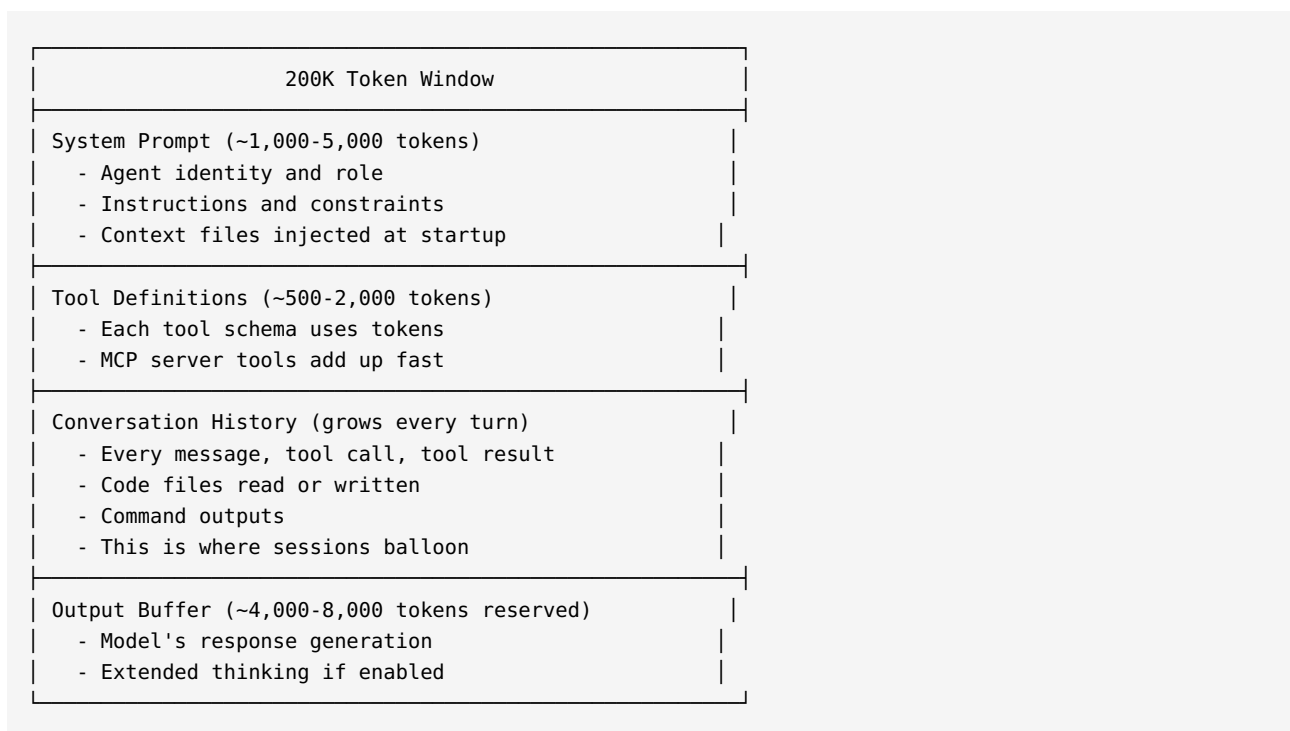 200K Token Window
System Prompt (~1,000-5,000 tokens)
- Agent identity and role
- Instructions and constraints
- Context files injected at startup
Tool Definitions (~500-2,000 tokens)
- Each tool schema uses tokens
- MCP server tools add up fast
Conversation History (grows every turn)
- Every message, tool call, tool result
- Code files read or written
- Command outputs
- This is where sessions balloon
Output Buffer (~4,000-8,000 tokens reserved)
- Model's response generation
- Extended thinking if enabled